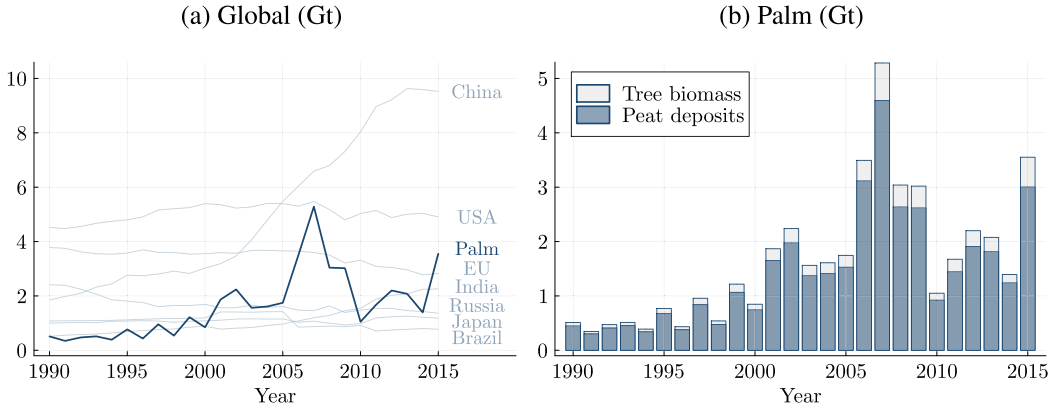 (a) Global (Gt)
10
8
6
4
2
0
China
USA
Palm
EU
India
Russia
Japan
Brazil
1990 1995 2000 2005 2010 2015
Year
(b) Palm (Gt)
5
4
3
2
1
0
Tree biomass
Peat deposits
1990 1995 2000 2005 2010 2015
Year